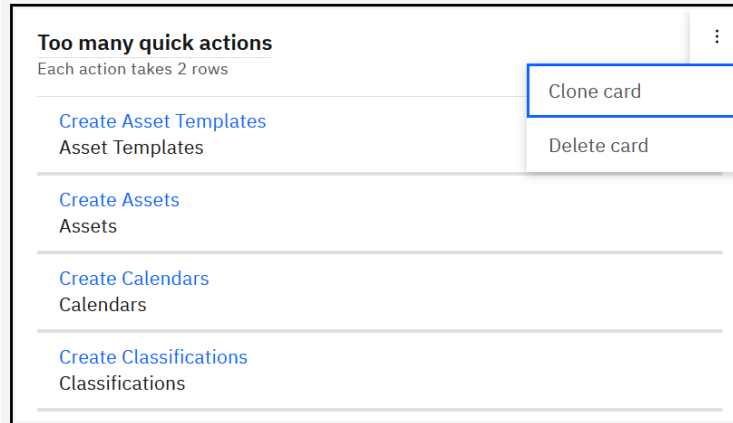 Too many quick actions
Each action takes 2 rows
Clone card
Delete card
Create Asset Templates
Asset Templates
Create Assets
Assets
Create Calendars
Calendars
Create Classifications
Classifications